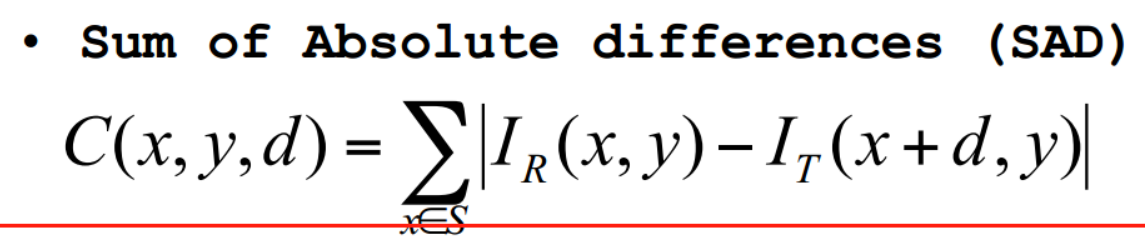 • Sum of Absolute differences (SAD)
C(x, y, d) = ∑|I_R(x, y) − I_T(x + d, y)|
x∈S